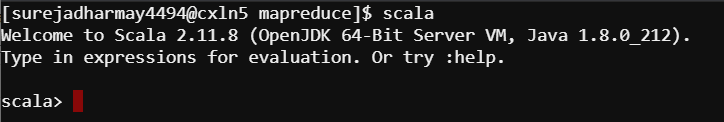 [surejadharmay4494@cxln5 mapreduce]$ scala
Welcome to Scala 2.11.8 (OpenJDK 64-Bit Server VM, Java 1.8.0_212).
Type in expressions for evaluation. Or try :help.
scala>